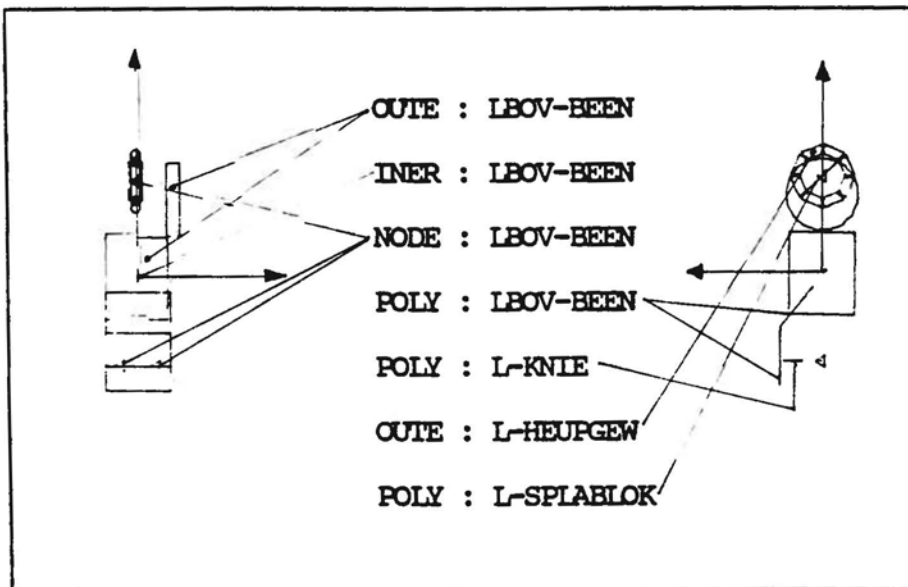 OUTE : LBOV-BEEN
INER : LBOV-BEEN
NODE : LBOV-BEEN
POLY : LBOV-BEEN
POLY : L-KNIE
OUTE : L-HEUPGEW
POLY : L-SPLABLOK